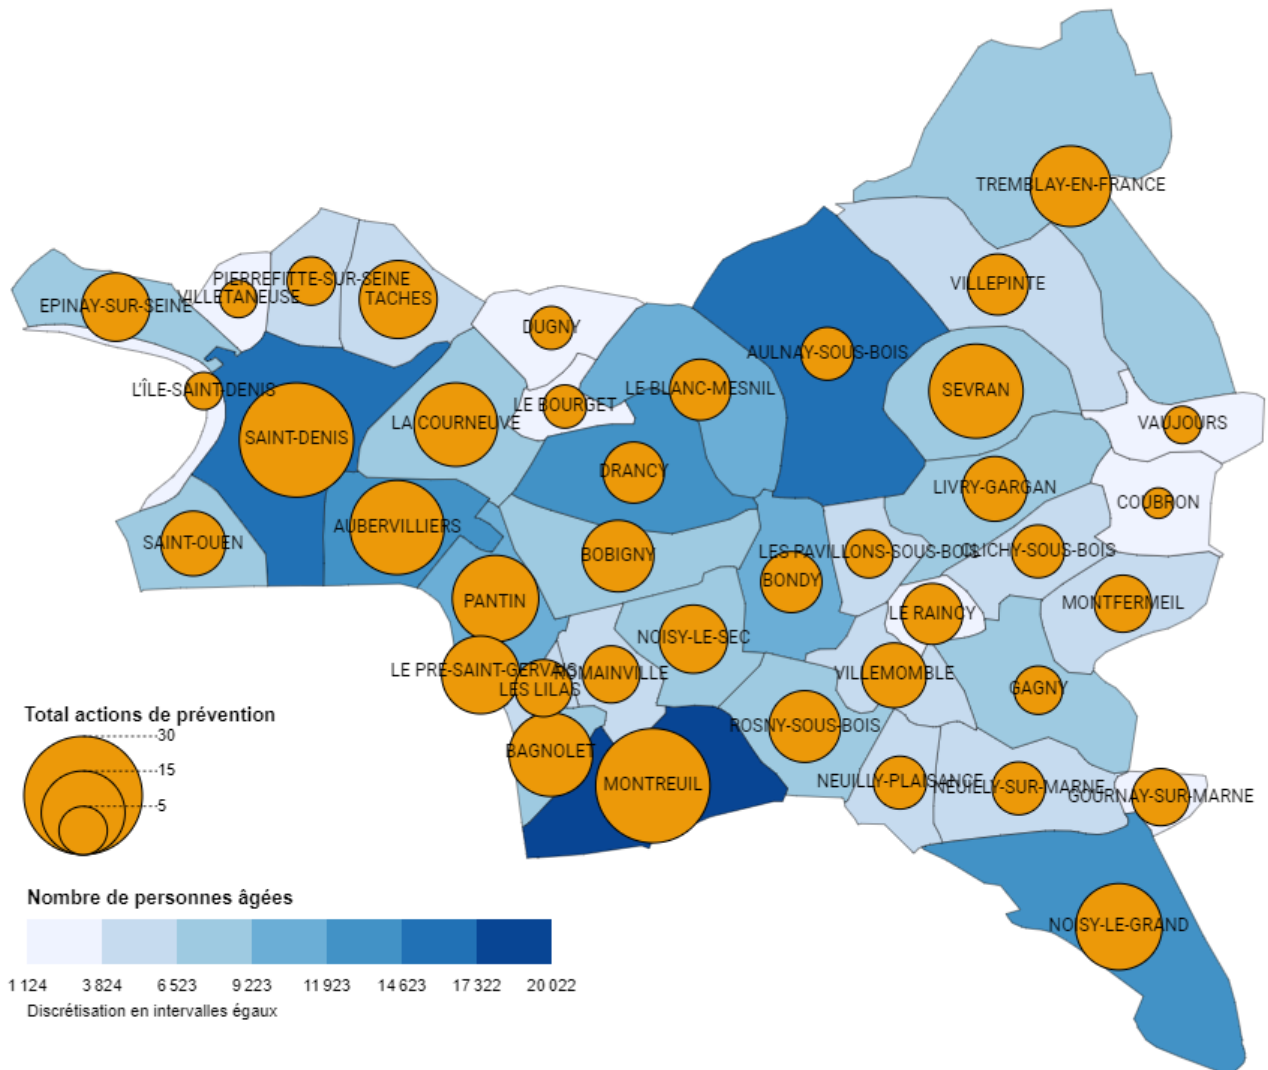 TREMBLAY-EN-FRANCE
PIERREFITTE-SUR-SEINE
VILLEPINTE
VILLETANEUSE
TACHES
EPINAY-SUR-SEINE
DUGNY
AULNAY-SOUS-BOIS
L'ÎLE-SAINT-DENIS
LE BLANC-MESNIL
SEVRAN
LE BOURGET
LA COURNEUVE
VAUJOURS
SAINT-DENIS
DRANCY
LIVRY-GARGAN
COUBRON
AUBERVILLIERS
SAINT-OUEN
BOBIGNY
LES PAVILLONS-SOUS-BOIS
CLICHY-SOUS-BOIS
BONDY
PANTIN
MONTFERMEIL
LE RAINCY
NOISY-LE-SEC
LE PRE-SAINT-GERVAIS
ROMAINVILLE
VILLEMOMBLE
LES LILAS
GAGNY
Total actions de prévention
30
15
5
ROSNY-SOUS-BOIS
BAGNOLET
MONTREUIL
NEUILLY-PLAISANCE
NEUILLY-SUR-MARNE
GOURNAY-SUR-MARNE
Nombre de personnes âgées
NOISY-LE-GRAND
1 124 3 824 6 523 9 223 11 923 14 623 17 322 20 022
Discrétisation en intervalles égaux